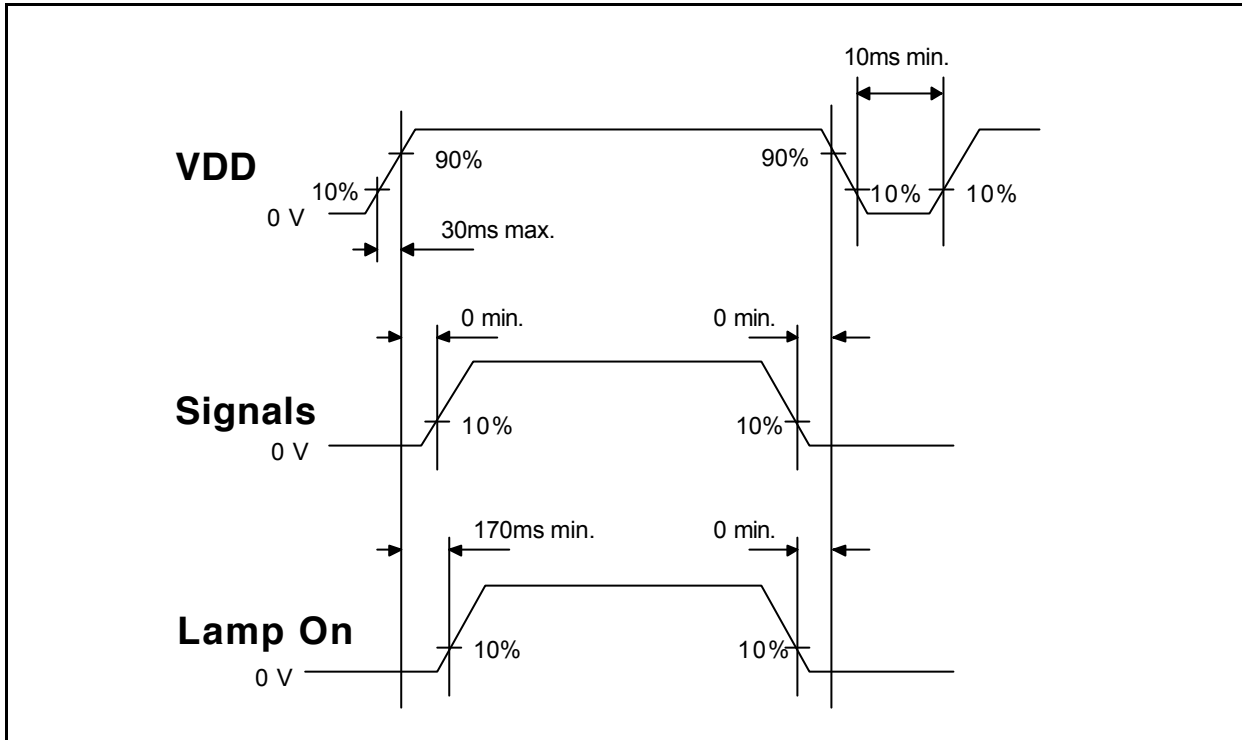 10ms min.
VDD
90%
90%
10%
10%
10%
0 V
30ms max.
0 min.
0 min.
Signals
10%
10%
0 V
170ms min.
0 min.
Lamp On
10%
10%
0 V